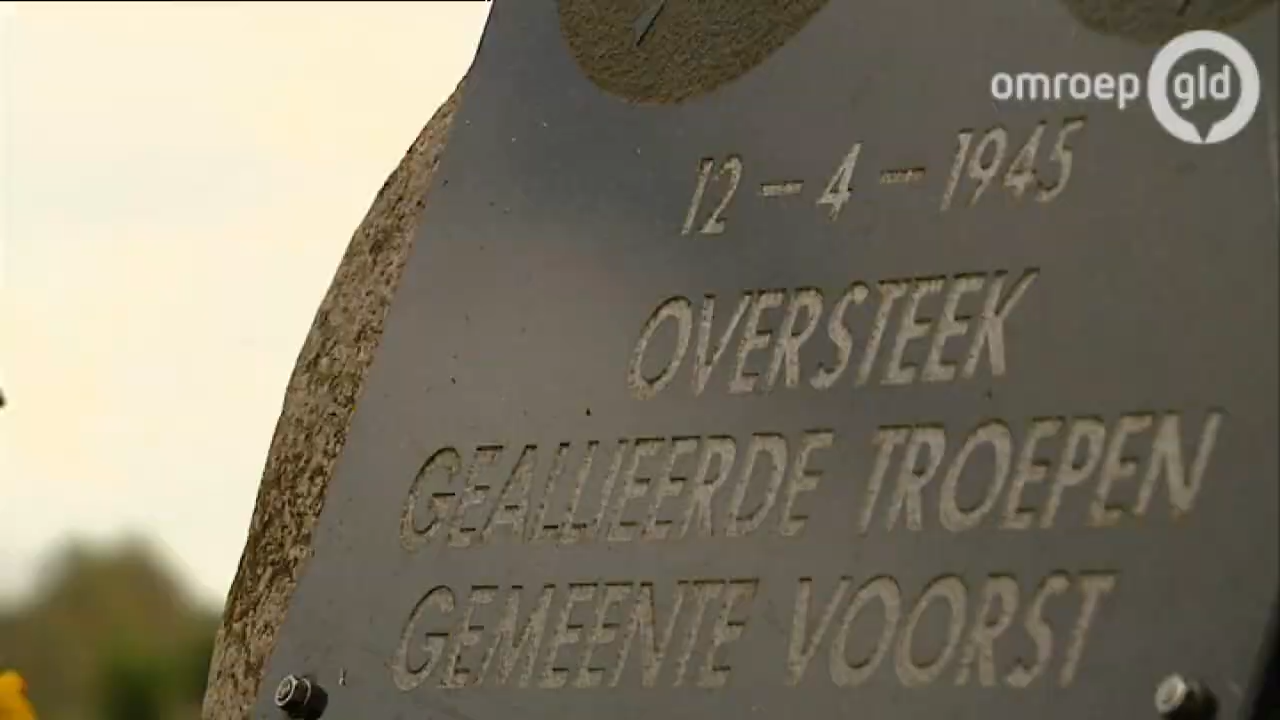 omroep gld
12-4-1945
OVERSTEEK
GEALLIEERDE TROEPEN
GEMEENTE VOORST